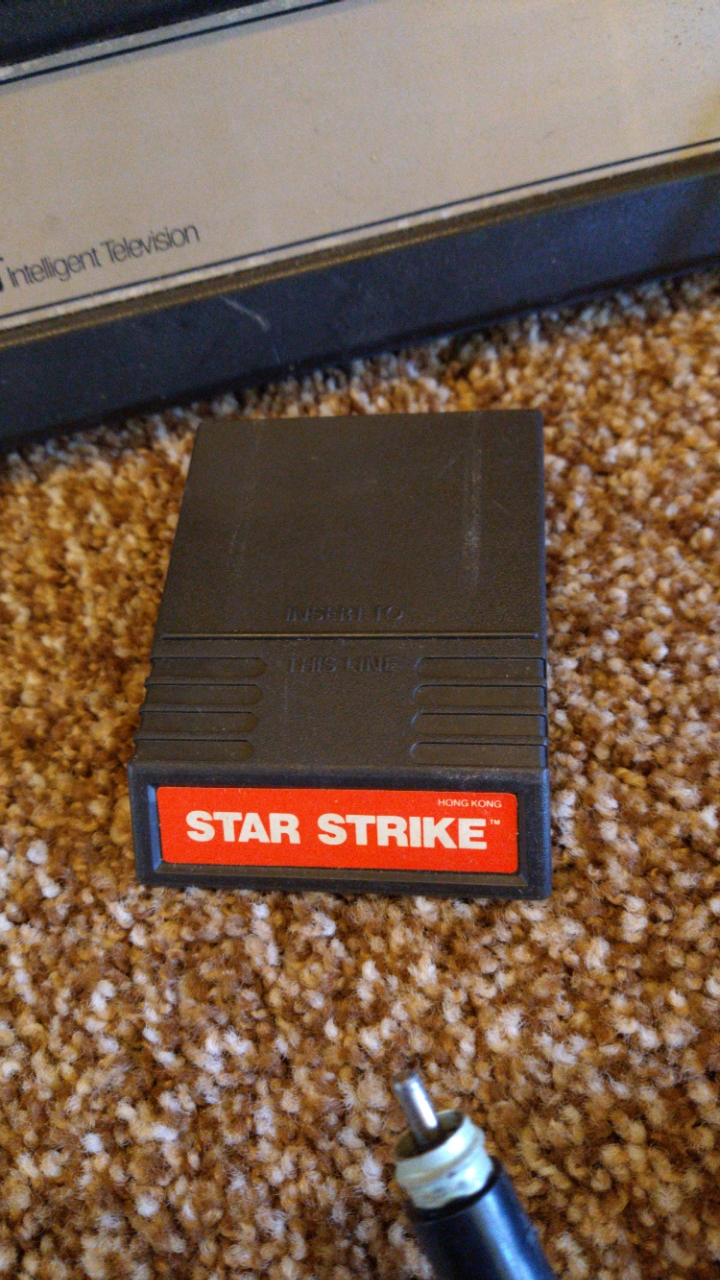 Intelligent Television
INSERT TO
THIS LINE
HONG KONG
STAR STRIKE™